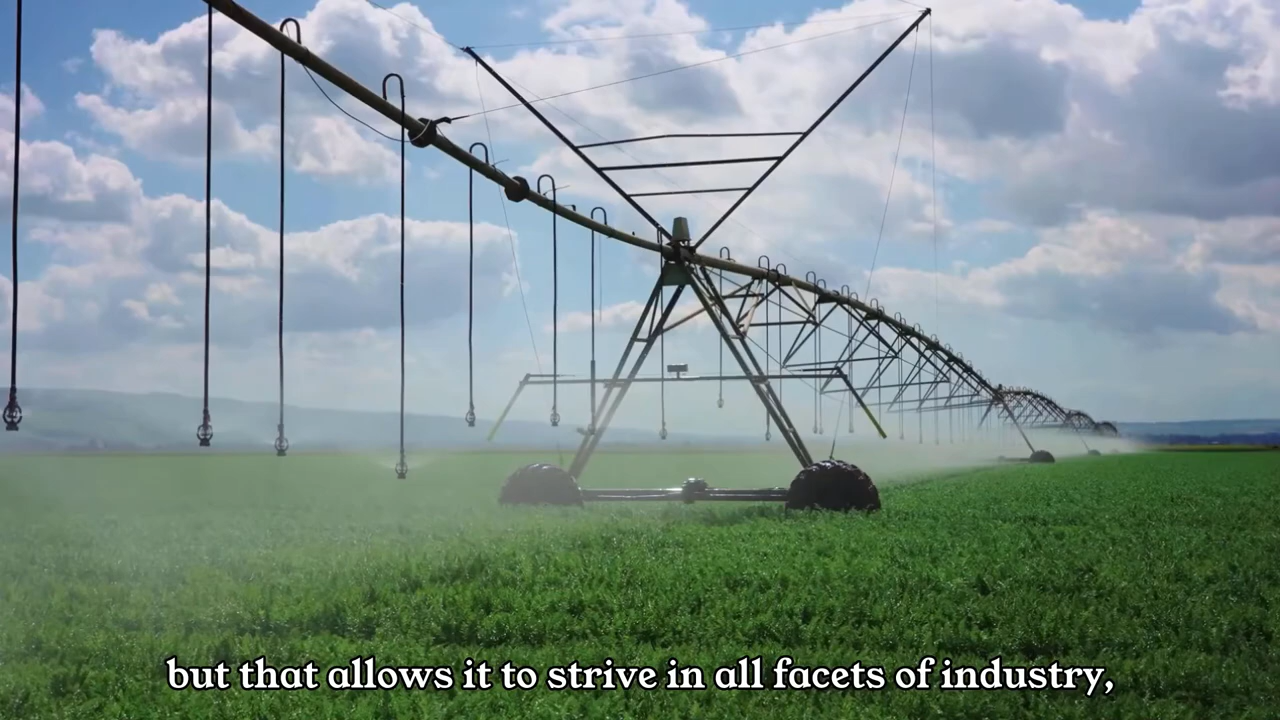 but that allows it to strive in all facets of industry,